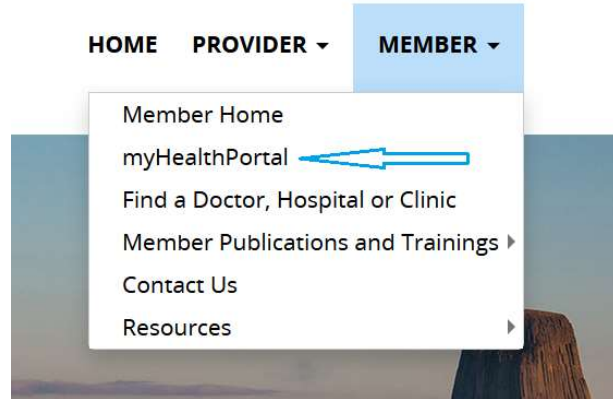 HOME PROVIDER MEMBER
Member Home
myHealthPortal
Find a Doctor, Hospital or Clinic
Member Publications and Trainings
Contact Us
Resources